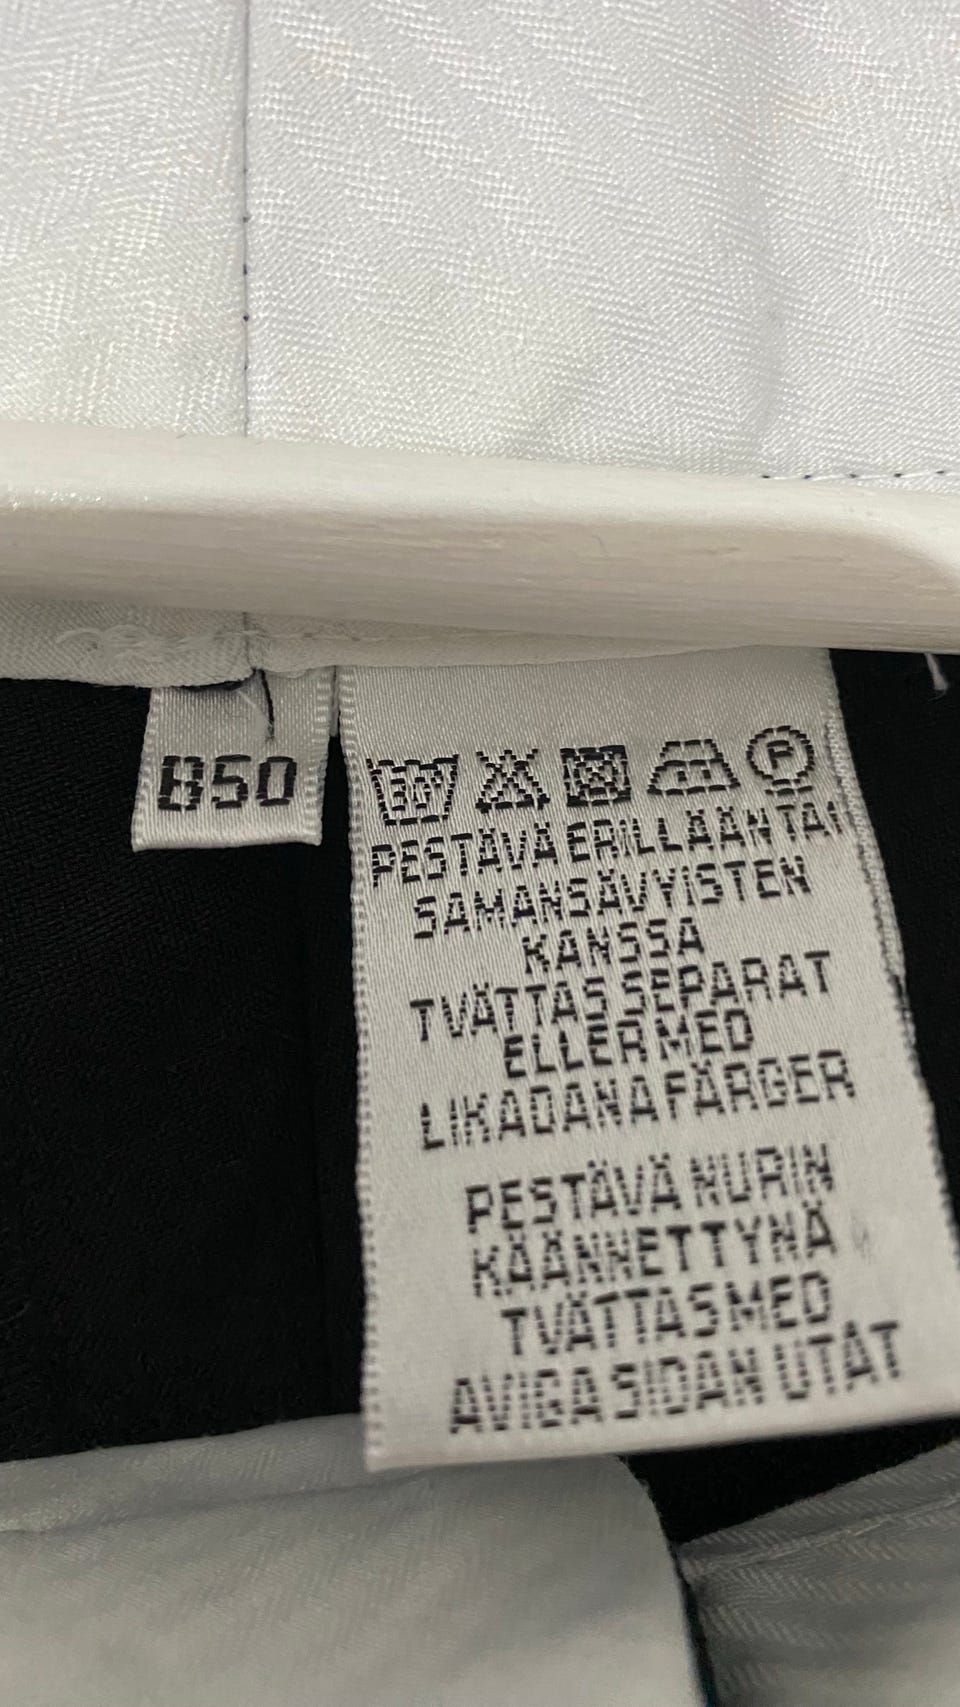 B50
P
PESTÄVÄ ERILLÄÄN TAI
SAMANSÄVYISTEN
KANSSA
TVÄTTAS SEPARAT
ELLER MED
LIKADANA FÄRGER
PESTÄVÄ NURIN
KÄÄNNETTYNÄ
TVÄTTAS MED
AVIGA SIDAN UTÅT